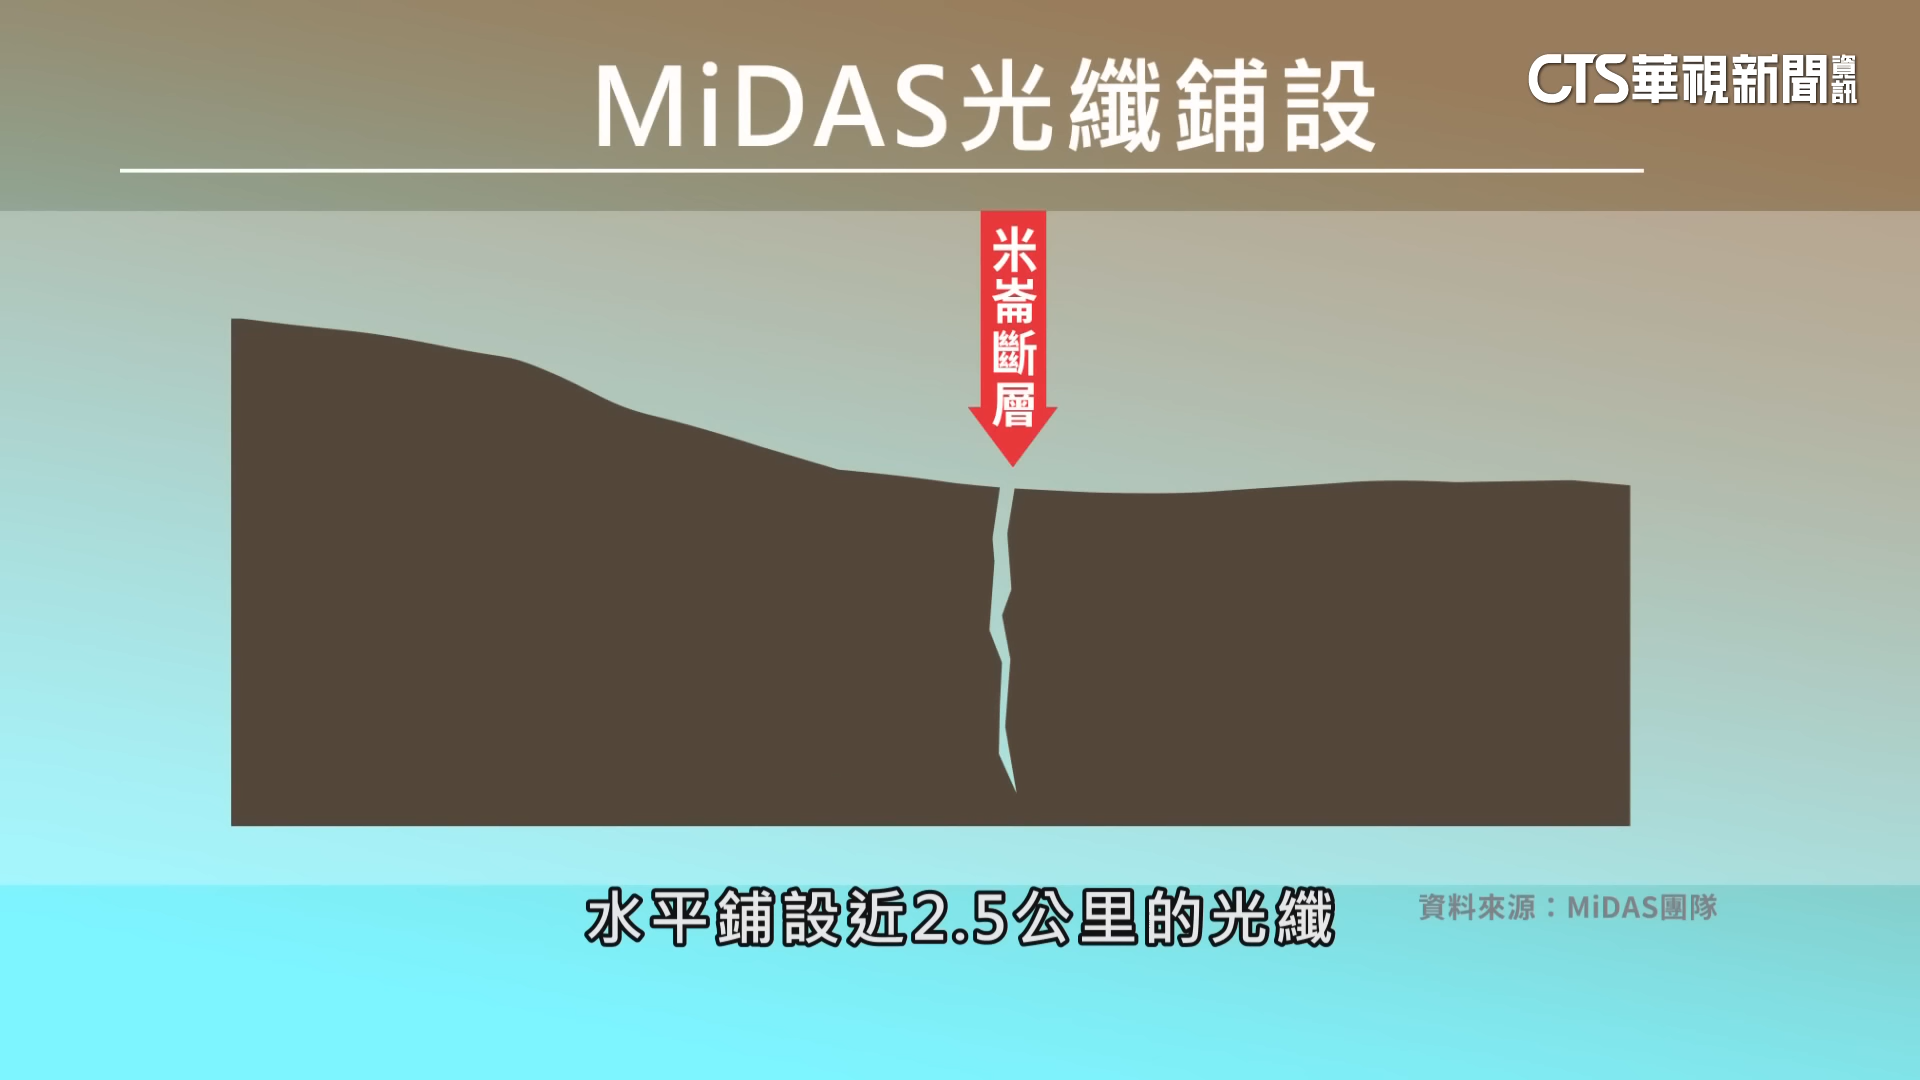 MiDAS光纖鋪設
CTS華視新聞資訊
米崙斷層
水平鋪設近2.5公里的光纖
資料來源：MiDAS團隊